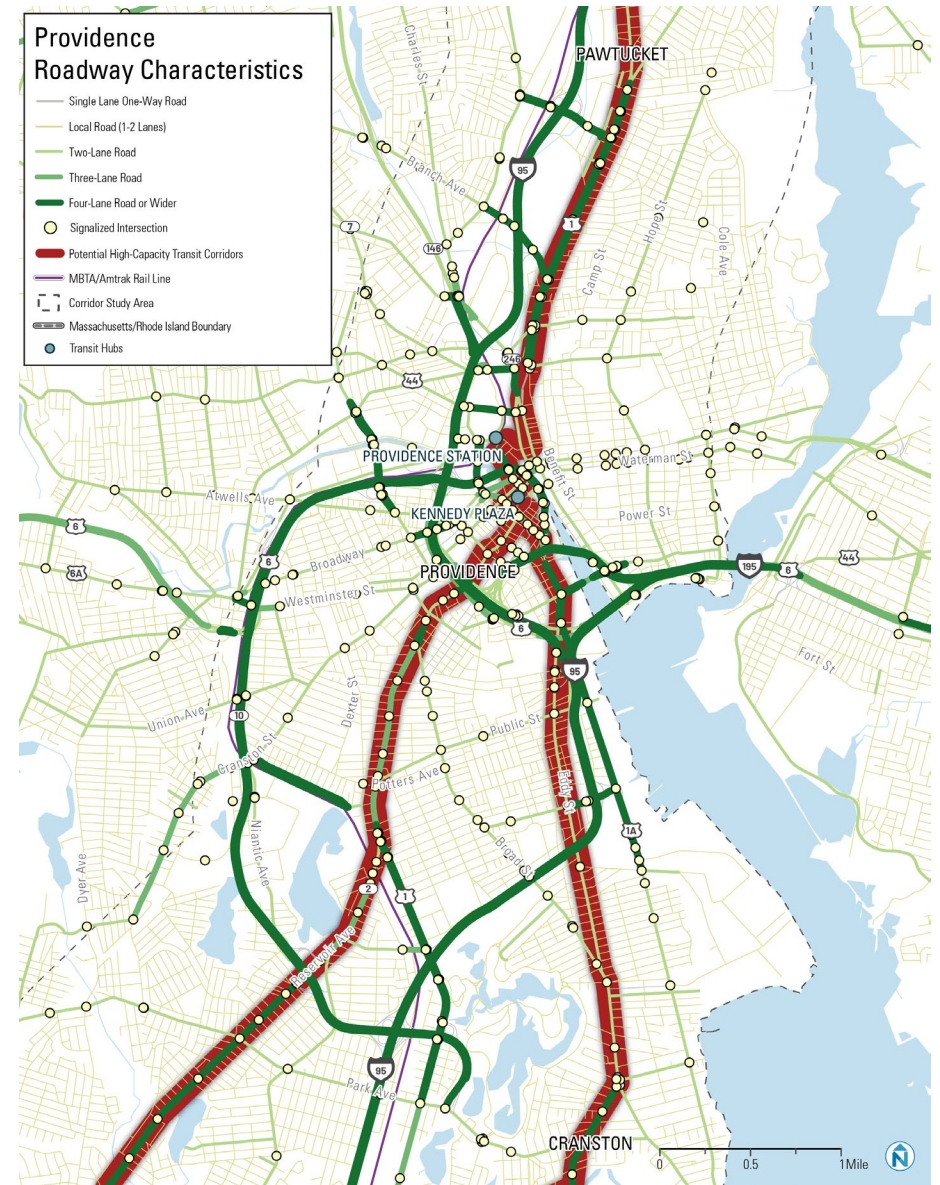 Providence
Roadway Characteristics
Single Lane One-Way Road
Local Road (1-2 Lanes)
Two-Lane Road
Three-Lane Road
Four-Lane Road or Wider
Signalized Intersection
Potential High-Capacity Transit Corridors
MBTA/Amtrak Rail Line
Corridor Study Area
Massachusetts/Rhode Island Boundary
Transit Hubs
PAWTUCKET
Charles St
95
Branch Ave
7
1
146
Hope St
Cole Ave
Camp St
246
44
PROVIDENCE STATION
Benefit St
Waterman St
Atwells Ave
KENNEDY PLAZA
Power St
6
6
Broadway
44
195
6
6A
PROVIDENCE
Westminster St
6
Fort St
95
Dexter St
Union Ave
10
Public St
Cranston St
Potters Ave
Eddy St
1A
Niantic Ave
Broad St
Dyer Ave
2
1
Reservoir Ave
95
Park Ave
CRANSTON
0
0.5
1 Mile
N